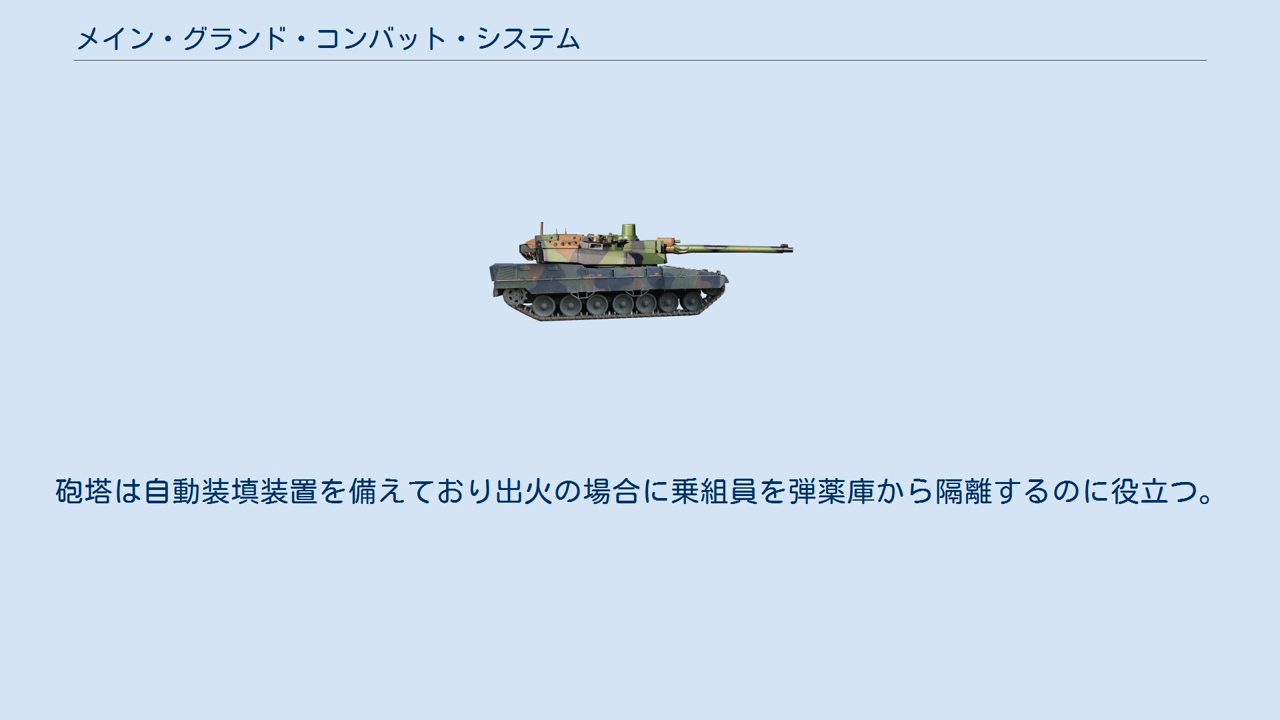 メイン・グランド・コンバット・システム
砲塔は自動装填装置を備えており出火の場合に乗組員を弾薬庫から隔離するのに役立つ。